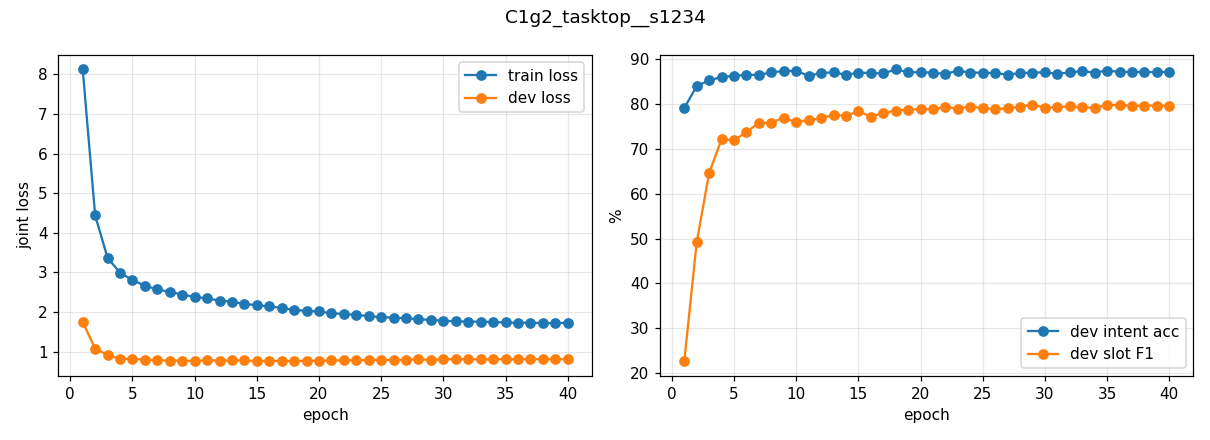 C1g2_tasktop__s1234
joint loss
8
7
6
5
4
3
2
1
0 5 10 15 20 25 30 35 40
epoch
train loss
dev loss
%
90
80
70
60
50
40
30
20
0 5 10 15 20 25 30 35 40
epoch
dev intent acc
dev slot F1